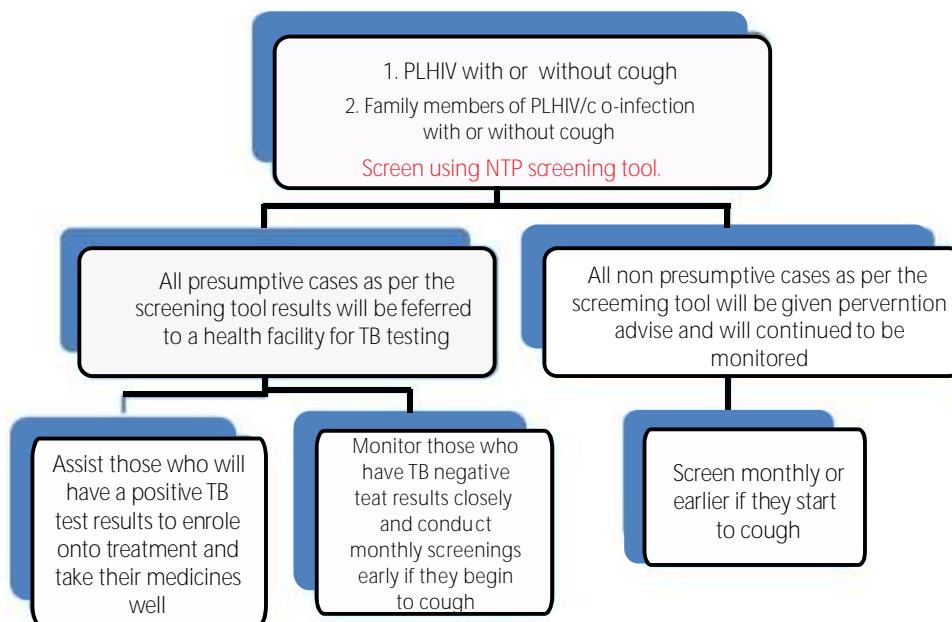 1. PLHIV with or without cough
2. Family members of PLHIV/c o-infection
with or without cough
Screen using NTP screening tool.
All presumptive cases as per the
screening tool results will be feferred
to a health facility for TB testing
All non presumptive cases as per the
screeming tool will be given perverntion
advise and will continued to be
monitored
Assist those who will
have a positive TB
test results to enrole
onto treatment and
take their medicines
well
Monitor those who
have TB negative
teat results closely
and conduct
monthly screenings
early if they begin
to cough
Screen monthly or
earlier if they start
to cough